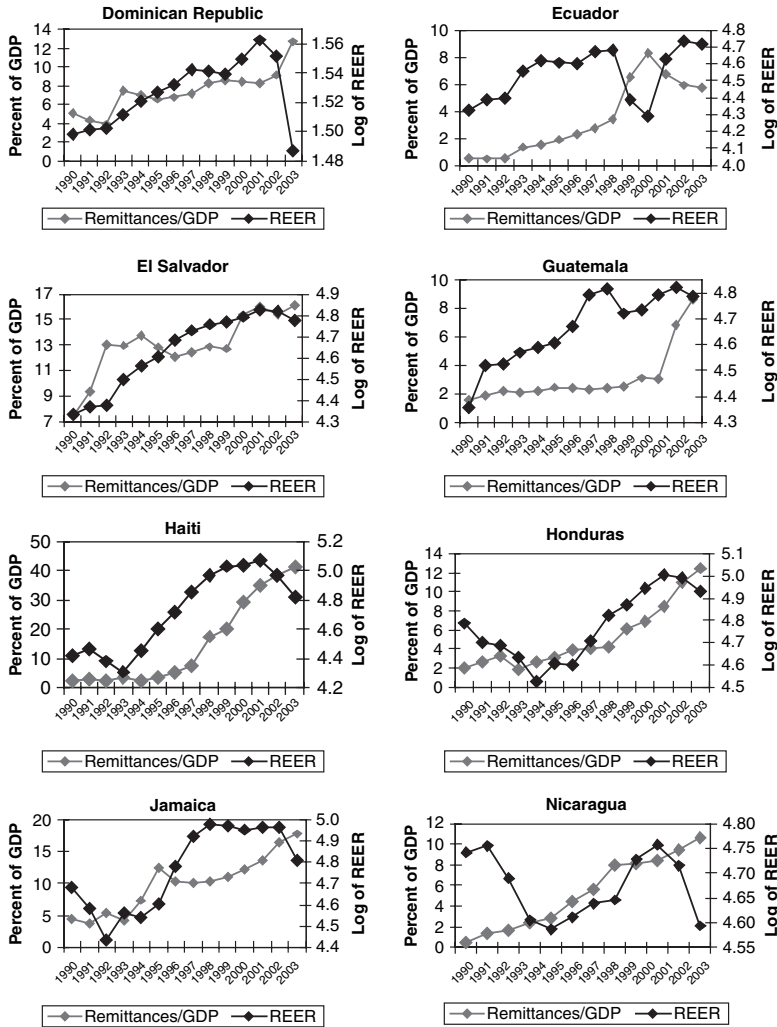 Dominican Republic
Percent of GDP
14
12
10
8
6
4
2
0
1.56
1.54
1.52
1.50
1.48
Log of REER
1990 1991 1992 1993 1994 1995 1996 1997 1998 1999 2000 2001 2002 2003
Remittances/GDP REER
Ecuador
Percent of GDP
10
8
6
4
2
0
4.8
4.7
4.6
4.5
4.4
4.3
4.2
4.1
4.0
Log of REER
1990 1991 1992 1993 1994 1995 1996 1997 1998 1999 2000 2001 2002 2003
Remittances/GDP REER
El Salvador
Percent of GDP
17
15
13
11
9
7
4.9
4.8
4.7
4.6
4.5
4.4
4.3
Log of REER
1990 1991 1992 1993 1994 1995 1996 1997 1998 1999 2000 2001 2002 2003
Remittances/GDP REER
Guatemala
Percent of GDP
10
8
6
4
2
0
4.8
4.7
4.6
4.5
4.4
4.3
Log of REER
1990 1991 1992 1993 1994 1995 1996 1997 1998 1999 2000 2001 2002 2003
Remittances/GDP REER
Haiti
Percent of GDP
50
40
30
20
10
0
5.2
5.0
4.8
4.6
4.4
4.2
Log of REER
1990 1991 1992 1993 1994 1995 1996 1997 1998 1999 2000 2001 2002 2003
Remittances/GDP REER
Honduras
Percent of GDP
14
12
10
8
6
4
2
0
5.1
5.0
4.9
4.8
4.7
4.6
4.5
Log of REER
1990 1991 1992 1993 1994 1995 1996 1997 1998 1999 2000 2001 2002 2003
Remittances/GDP REER
Jamaica
Percent of GDP
20
15
10
5
0
5.0
4.9
4.8
4.7
4.6
4.5
4.4
Log of REER
1990 1991 1992 1993 1994 1995 1996 1997 1998 1999 2000 2001 2002 2003
Remittances/GDP REER
Nicaragua
Percent of GDP
12
10
8
6
4
2
0
4.80
4.75
4.70
4.65
4.60
4.55
Log of REER
1990 1991 1992 1993 1994 1995 1996 1997 1998 1999 2000 2001 2002 2003
Remittances/GDP REER